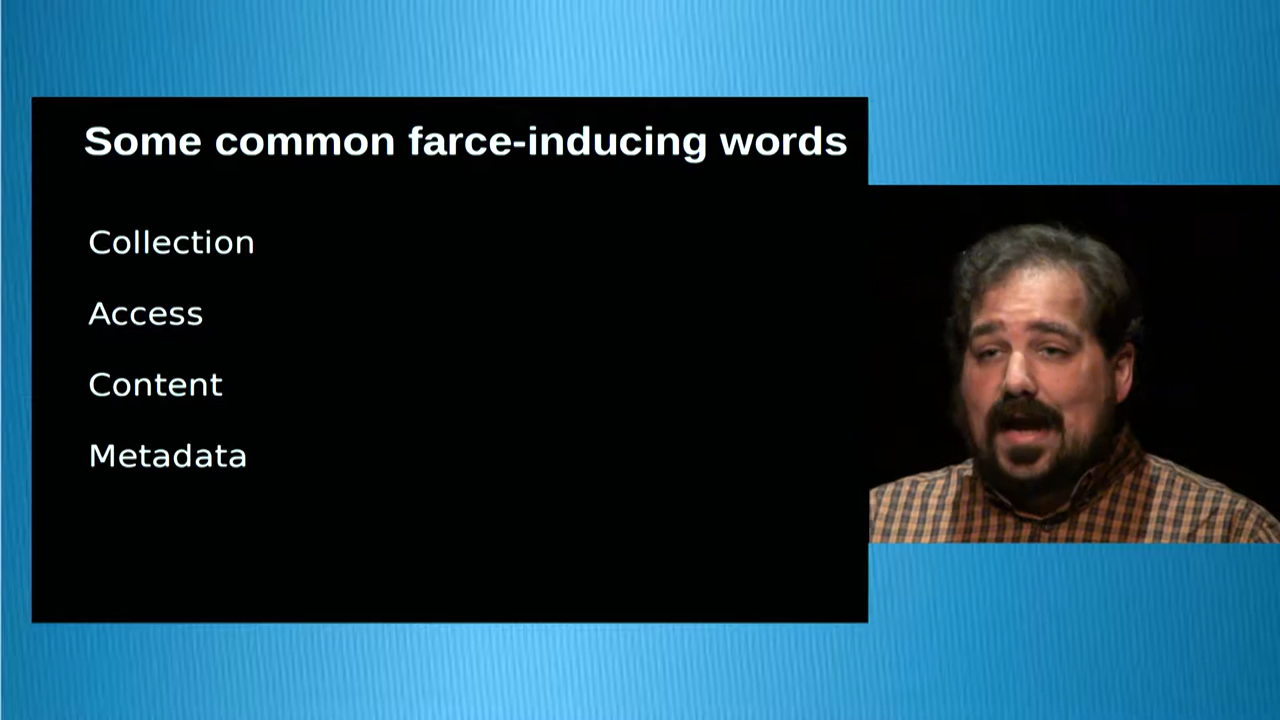 Some common farce-inducing words
Collection
Access
Content
Metadata